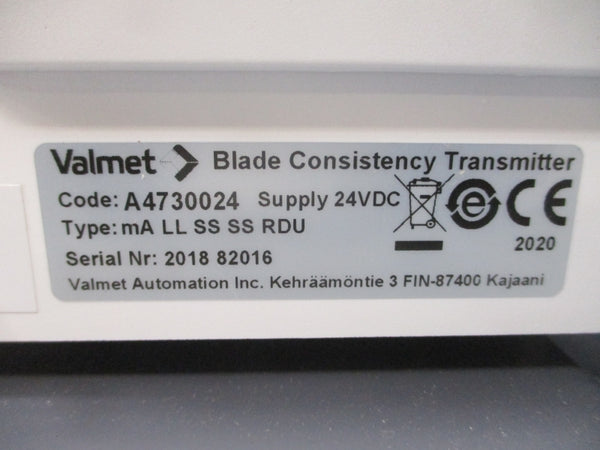 Valmet Blade Consistency Transmitter
Code: A4730024 Supply 24VDC
Type: mA LL SS SS RDU
2020
Serial Nr: 2018 82016
Valmet Automation Inc. Kehräämöntie 3 FIN-87400 Kajaani